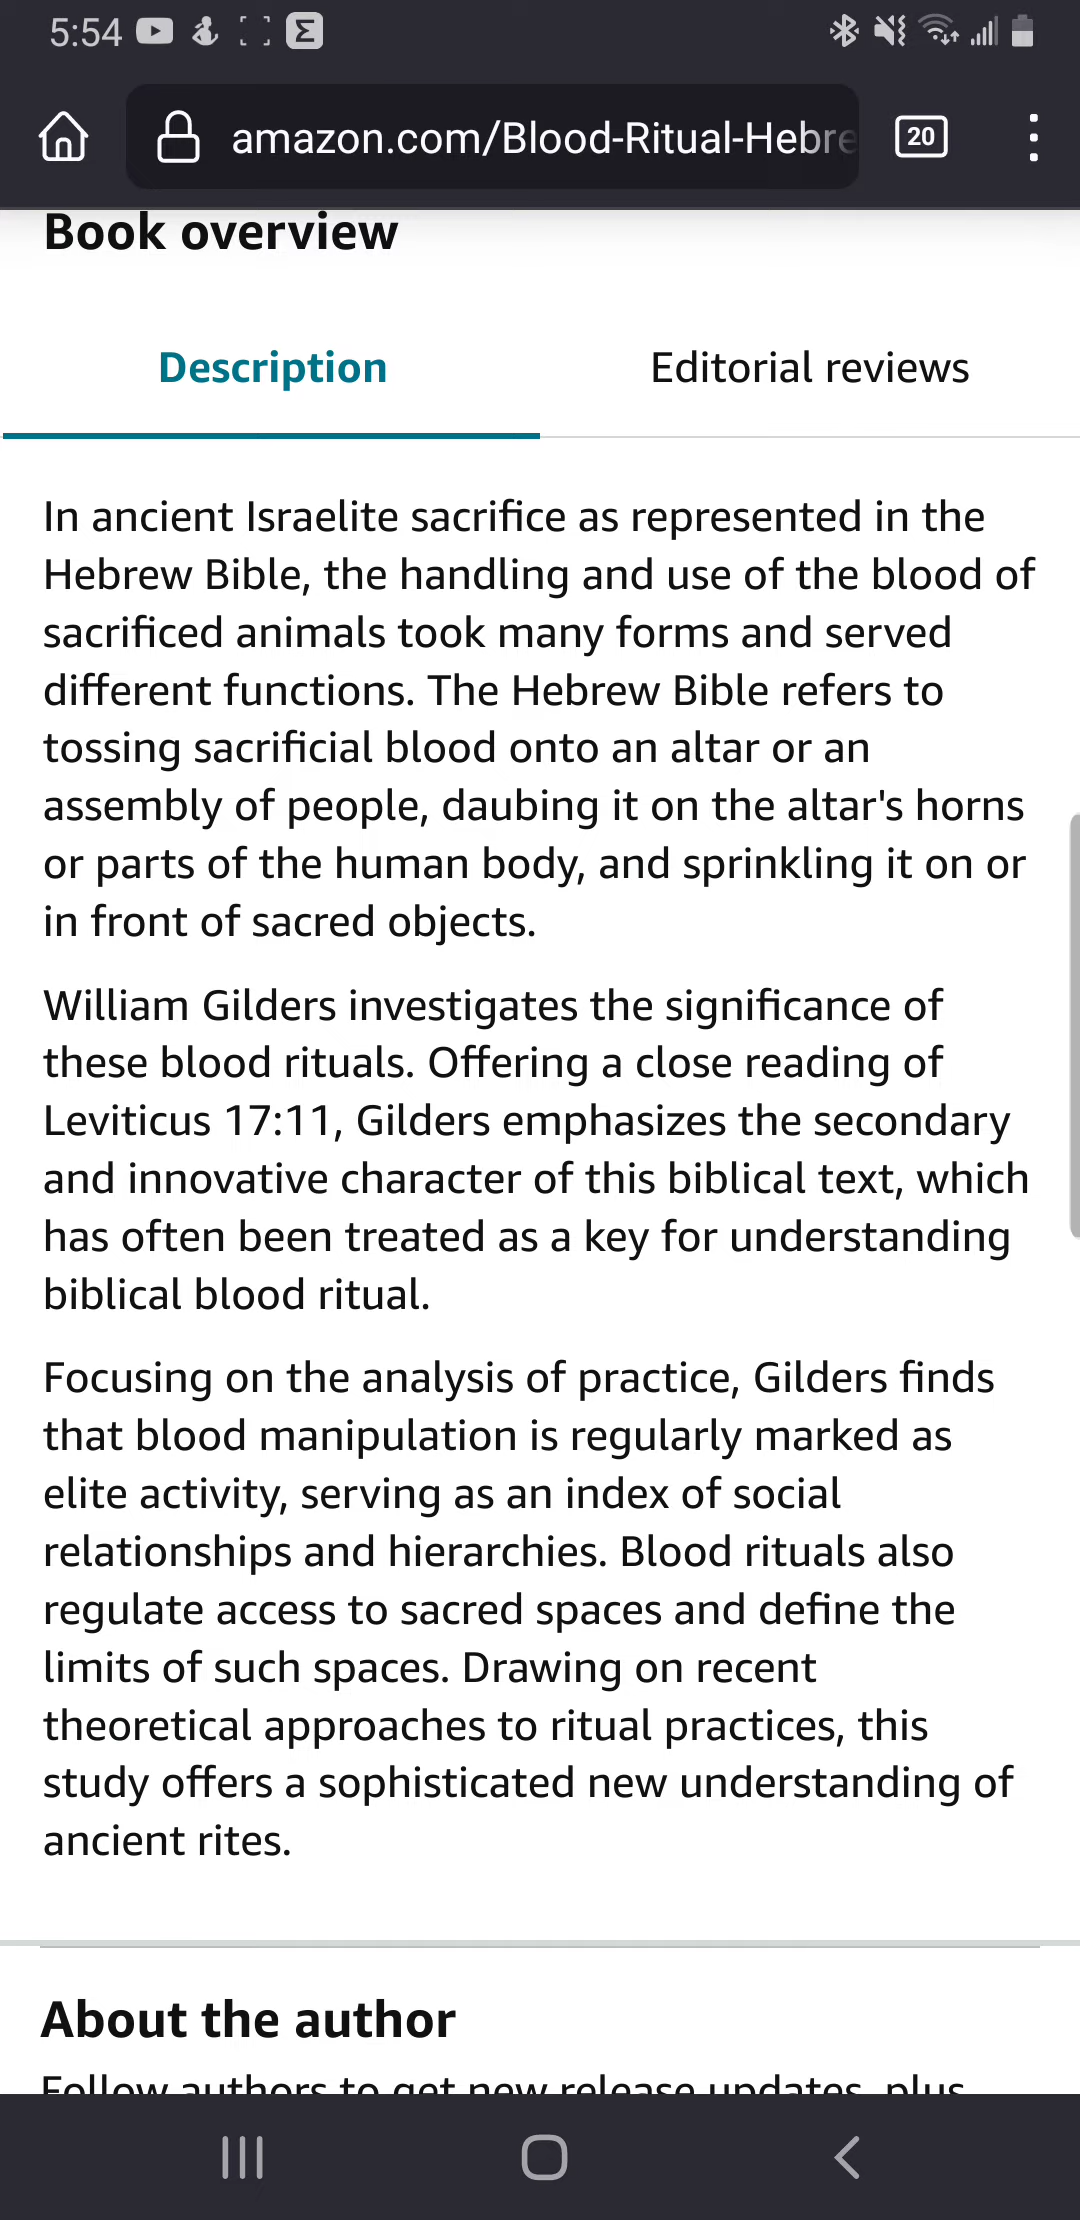 5:54
amazon.com/Blood-Ritual-Hebre
20
Book overview
Description
Editorial reviews
In ancient Israelite sacrifice as represented in the
Hebrew Bible, the handling and use of the blood of
sacrificed animals took many forms and served
different functions. The Hebrew Bible refers to
tossing sacrificial blood onto an altar or an
assembly of people, daubing it on the altar's horns
or parts of the human body, and sprinkling it on or
in front of sacred objects.
William Gilders investigates the significance of
these blood rituals. Offering a close reading of
Leviticus 17:11, Gilders emphasizes the secondary
and innovative character of this biblical text, which
has often been treated as a key for understanding
biblical blood ritual.
Focusing on the analysis of practice, Gilders finds
that blood manipulation is regularly marked as
elite activity, serving as an index of social
relationships and hierarchies. Blood rituals also
regulate access to sacred spaces and define the
limits of such spaces. Drawing on recent
theoretical approaches to ritual practices, this
study offers a sophisticated new understanding of
ancient rites.
About the author
Follow authors to get new release updates, plus